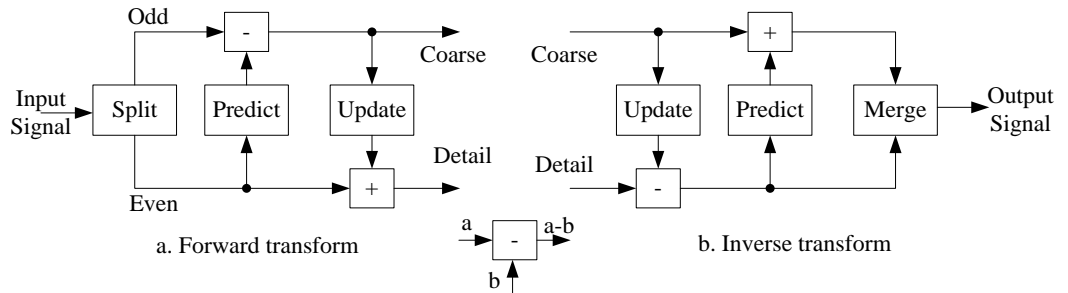 Odd
-
Coarse
Input
Signal
Split
Predict
Update
Detail
Even
+
a. Forward transform
a
-
a-b
b
+
Coarse
Update
Predict
Merge
Output
Signal
Detail
-
b. Inverse transform